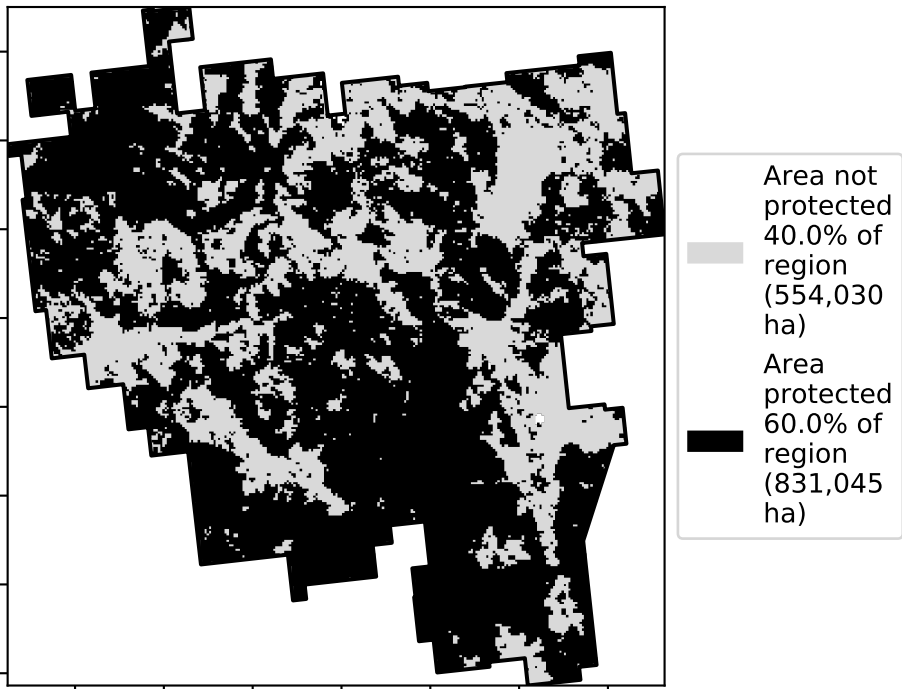 Area not
protected
40.0% of
region
(554,030
ha)
Area
protected
60.0% of
region
(831,045
ha)